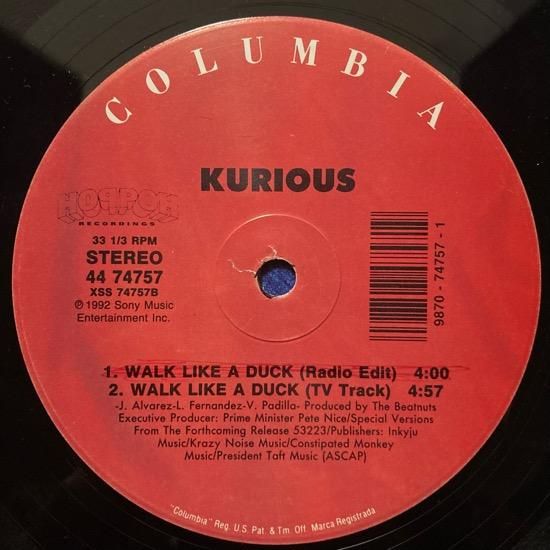 COLUMBIA
KURIOUS
HOPPOH
RECORDINGS
33 1/3 RPM
STEREO
44 74757
XSS 74757B
℗ 1992 Sony Music
Entertainment Inc.
9870 - 74757 - 1
1. WALK LIKE A DUCK (Radio Edit) 4:00
2. WALK LIKE A DUCK (TV Track) 4:57
-J. Alvarez-L. Fernandez-V. Padilla- Produced by The Beatnuts
Executive Producer: Prime Minister Pete Nice/Special Versions
From The Forthcoming Release 53223/Publishers: Inkyju
Music/Krazy Noise Music/Constipated Monkey
Music/President Taft Music (ASCAP)
"Columbia" Reg. U.S. Pat. & Tm. Off. Marca Registrada